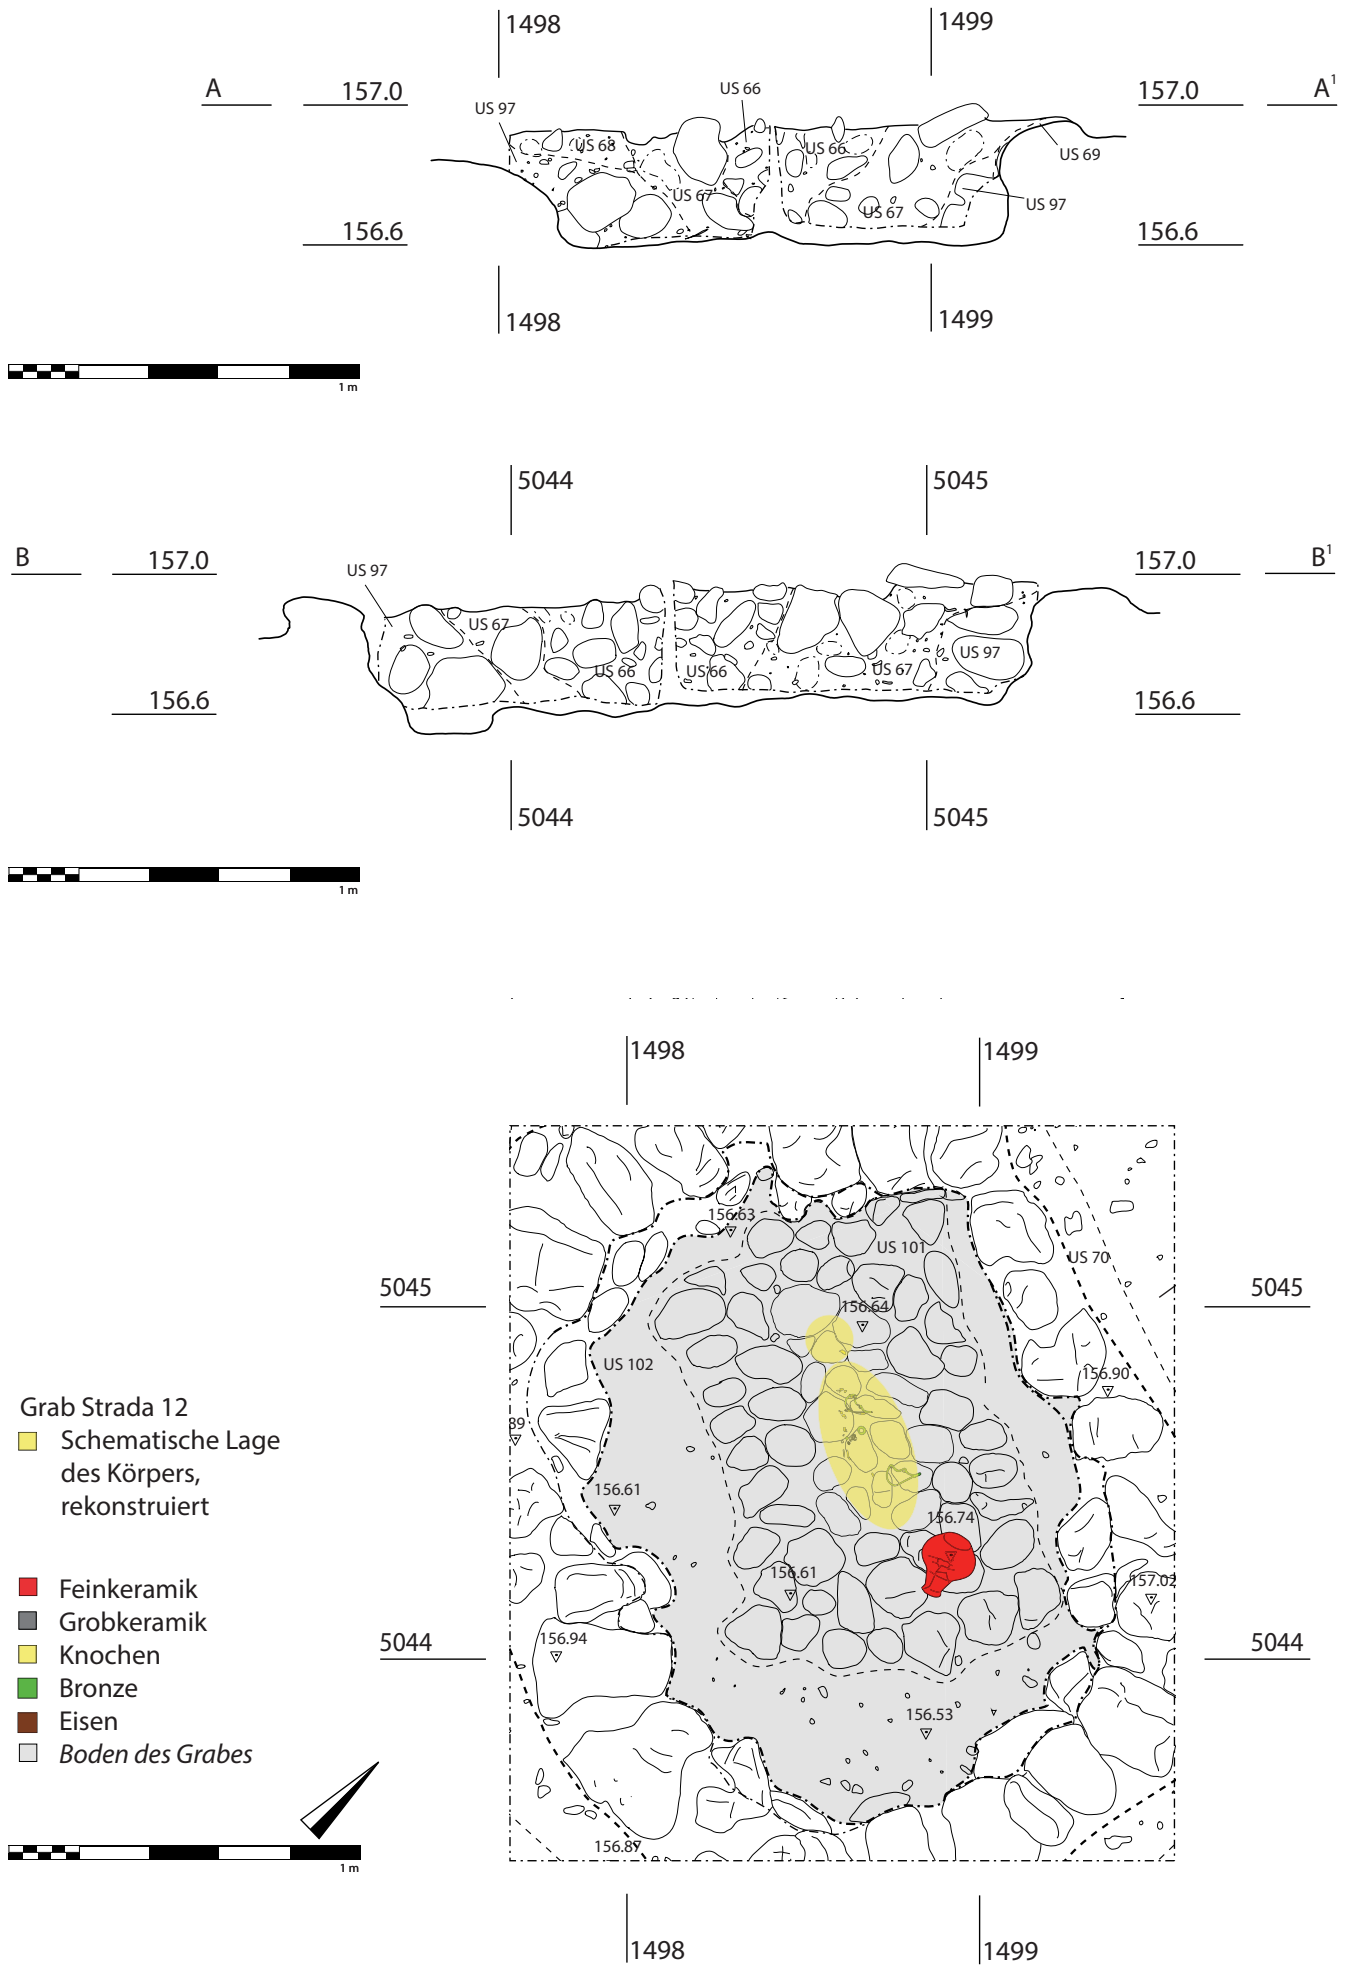 1498
1499
A
157.0
US 66
157.0
A¹
US 97
US 68
US 66
US 69
US 67
US 67
US 97
156.6
156.6
1498
1499
1 m
5044
5045
B
157.0
US 97
157.0
B¹
US 67
US 97
US 66
US 66
US 67
156.6
156.6
5044
5045
1 m
1498
1499
156.63
US 101
US 70
5045
5045
156.64
US 102
156.90
Grab Strada 12
89
Schematische Lage
des Körpers,
rekonstruiert
156.61
156.74
Feinkeramik
156.61
157.02
Grobkeramik
5044
156.94
5044
Knochen
Bronze
156.53
Eisen
Boden des Grabes
156.87
1 m
1498
1499